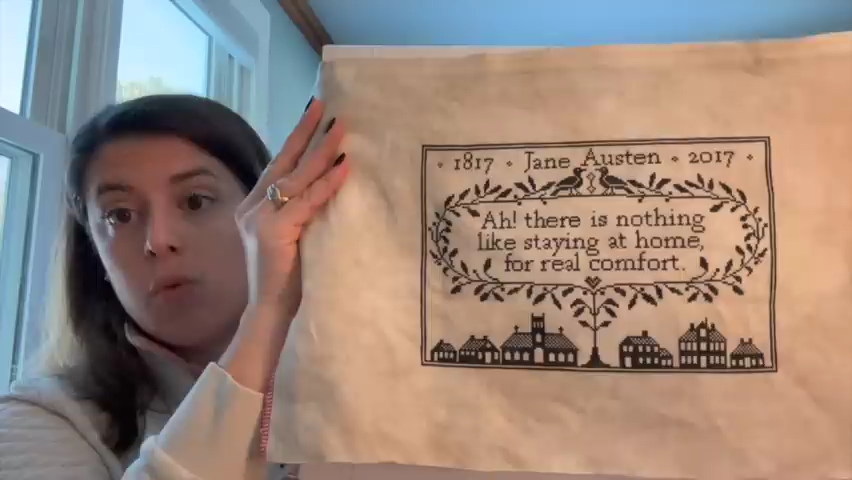 1817 · Jane Austen · 2017
Ah! there is nothing
like staying at home,
for real comfort.